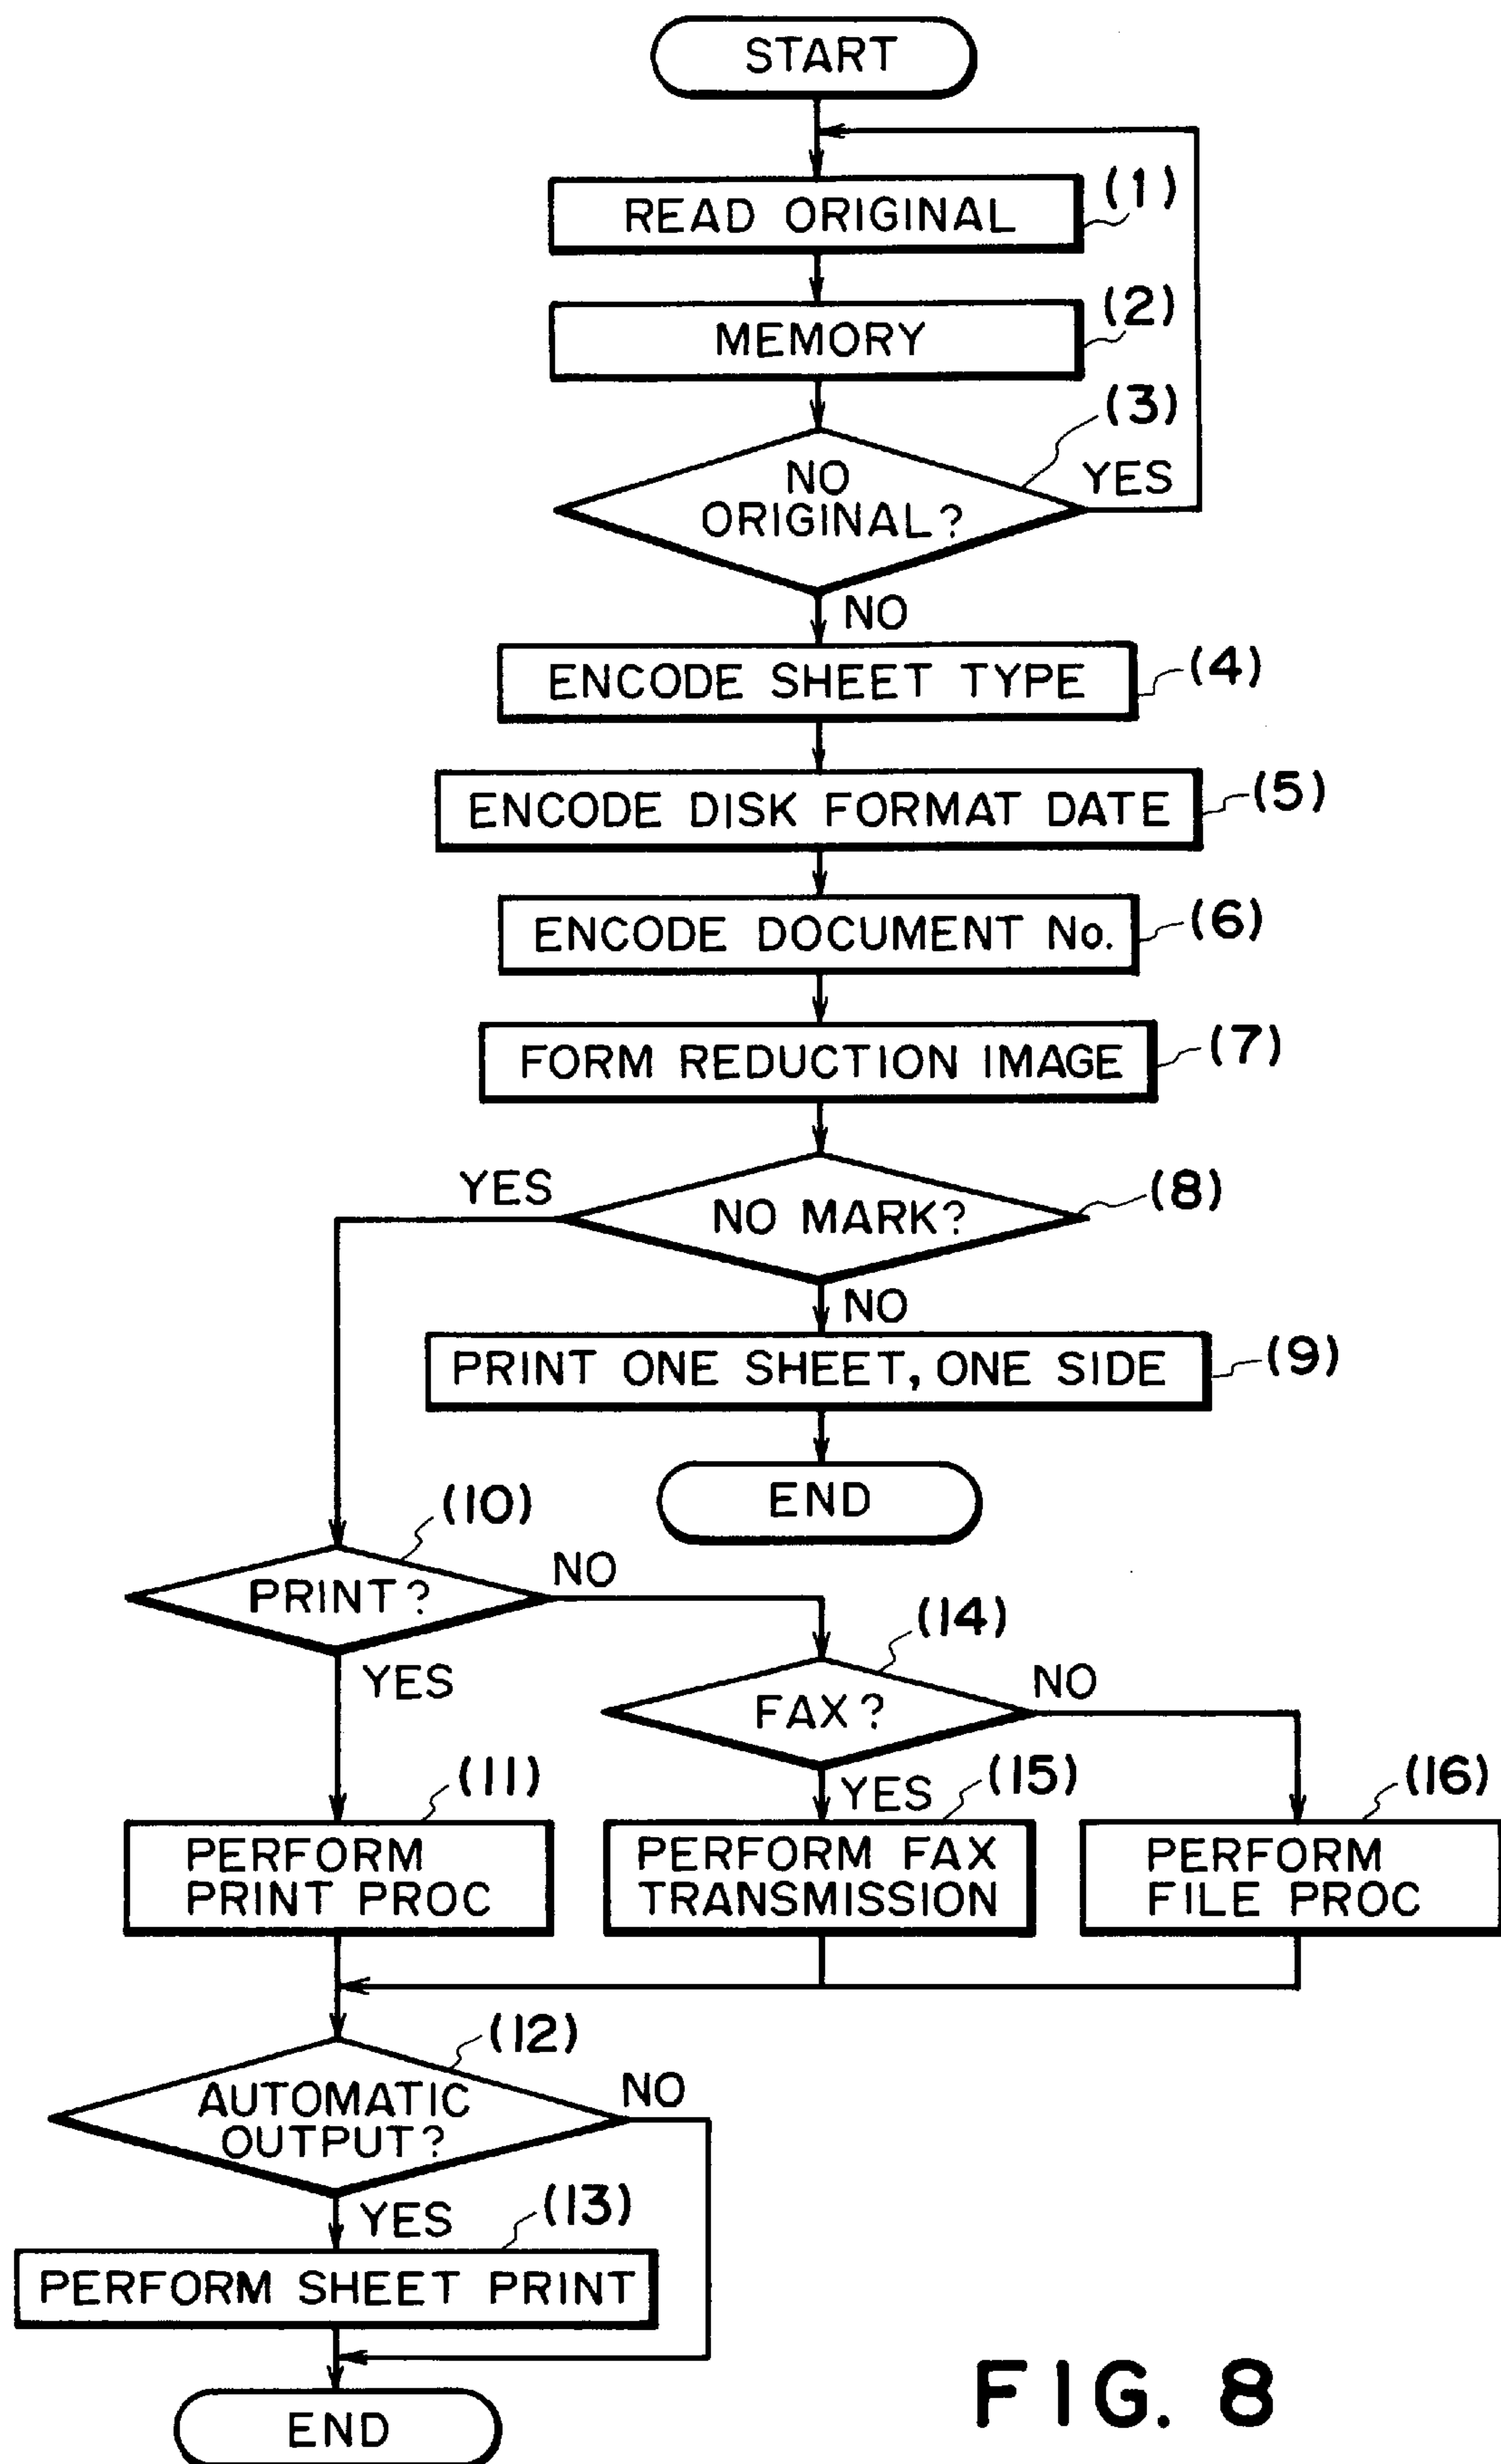 START
READ ORIGINAL
(1)
MEMORY
(2)
NO
ORIGINAL?
(3)
YES
NO
ENCODE SHEET TYPE
(4)
ENCODE DISK FORMAT DATE
(5)
ENCODE DOCUMENT No.
(6)
FORM REDUCTION IMAGE
(7)
NO MARK?
(8)
YES
NO
PRINT ONE SHEET, ONE SIDE
(9)
END
PRINT?
(10)
NO
YES
FAX?
(14)
NO
YES
PERFORM
PRINT PROC
(11)
PERFORM FAX
TRANSMISSION
(15)
PERFORM
FILE PROC
(16)
AUTOMATIC
OUTPUT?
(12)
NO
YES
PERFORM SHEET PRINT
(13)
END
FIG. 8